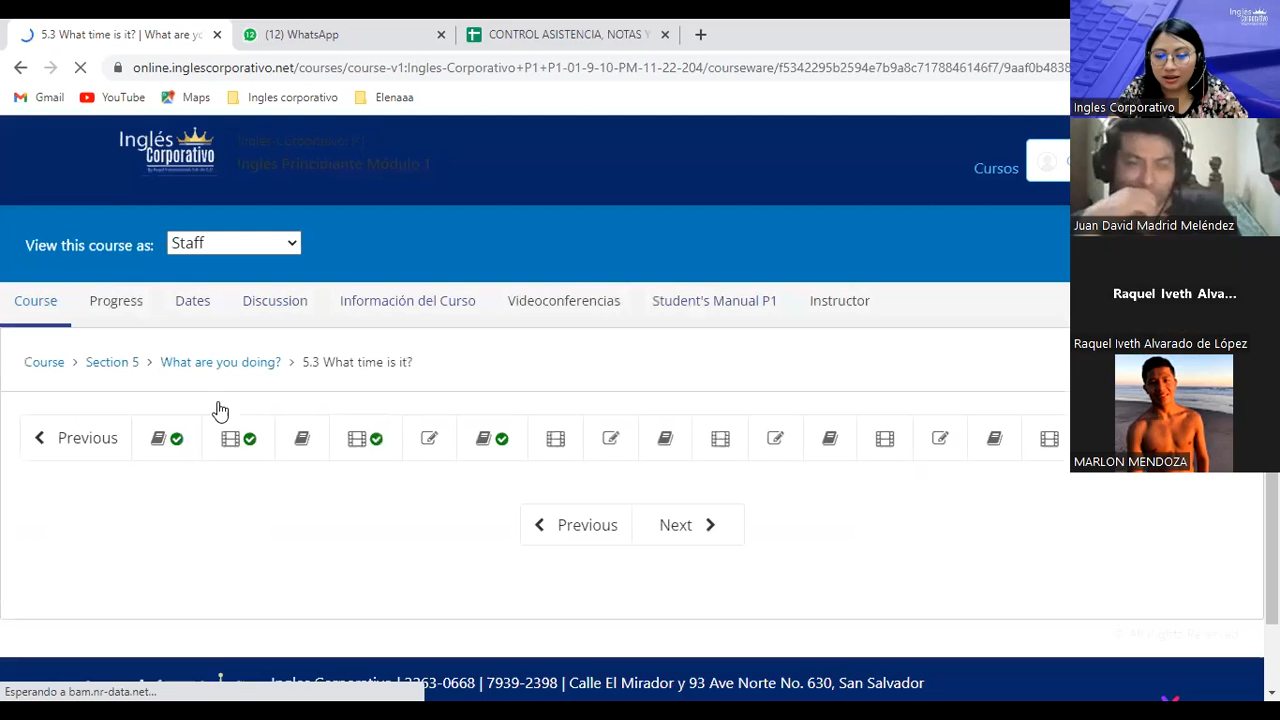 5.3 What time is it? | What are yo
(12) WhatsApp
CONTROL ASISTENCIA, NOTAS Y
online.inglescorporativo.net/courses/course-v1:Ingles-Corporativo+P1+P1-01-9-10-PM-11-22-204/courseware/f5342295b2594e7b9a8c7178846146f7/9aaf0b4838
Gmail
YouTube
Maps
Ingles corporativo
Elenaaa
Inglés
Corporativo
Inglés Principiante Módulo I
Cursos
View this course as:
Staff
Course
Progress
Dates
Discussion
Información del Curso
Videoconferencias
Student's Manual P1
Instructor
Course > Section 5 > What are you doing? > 5.3 What time is it?
Previous
Previous
Next
Ingles Corporativo | 2263-0668 | 7939-2398 | Calle El Mirador y 93 Ave Norte No. 630, San Salvador
Esperando a bam.nr-data.net...
Inglés
Corporativo
Ingles Corporativo
Juan David Madrid Meléndez
Raquel Iveth Alva...
Raquel Iveth Alvarado de López
MARLON MENDOZA